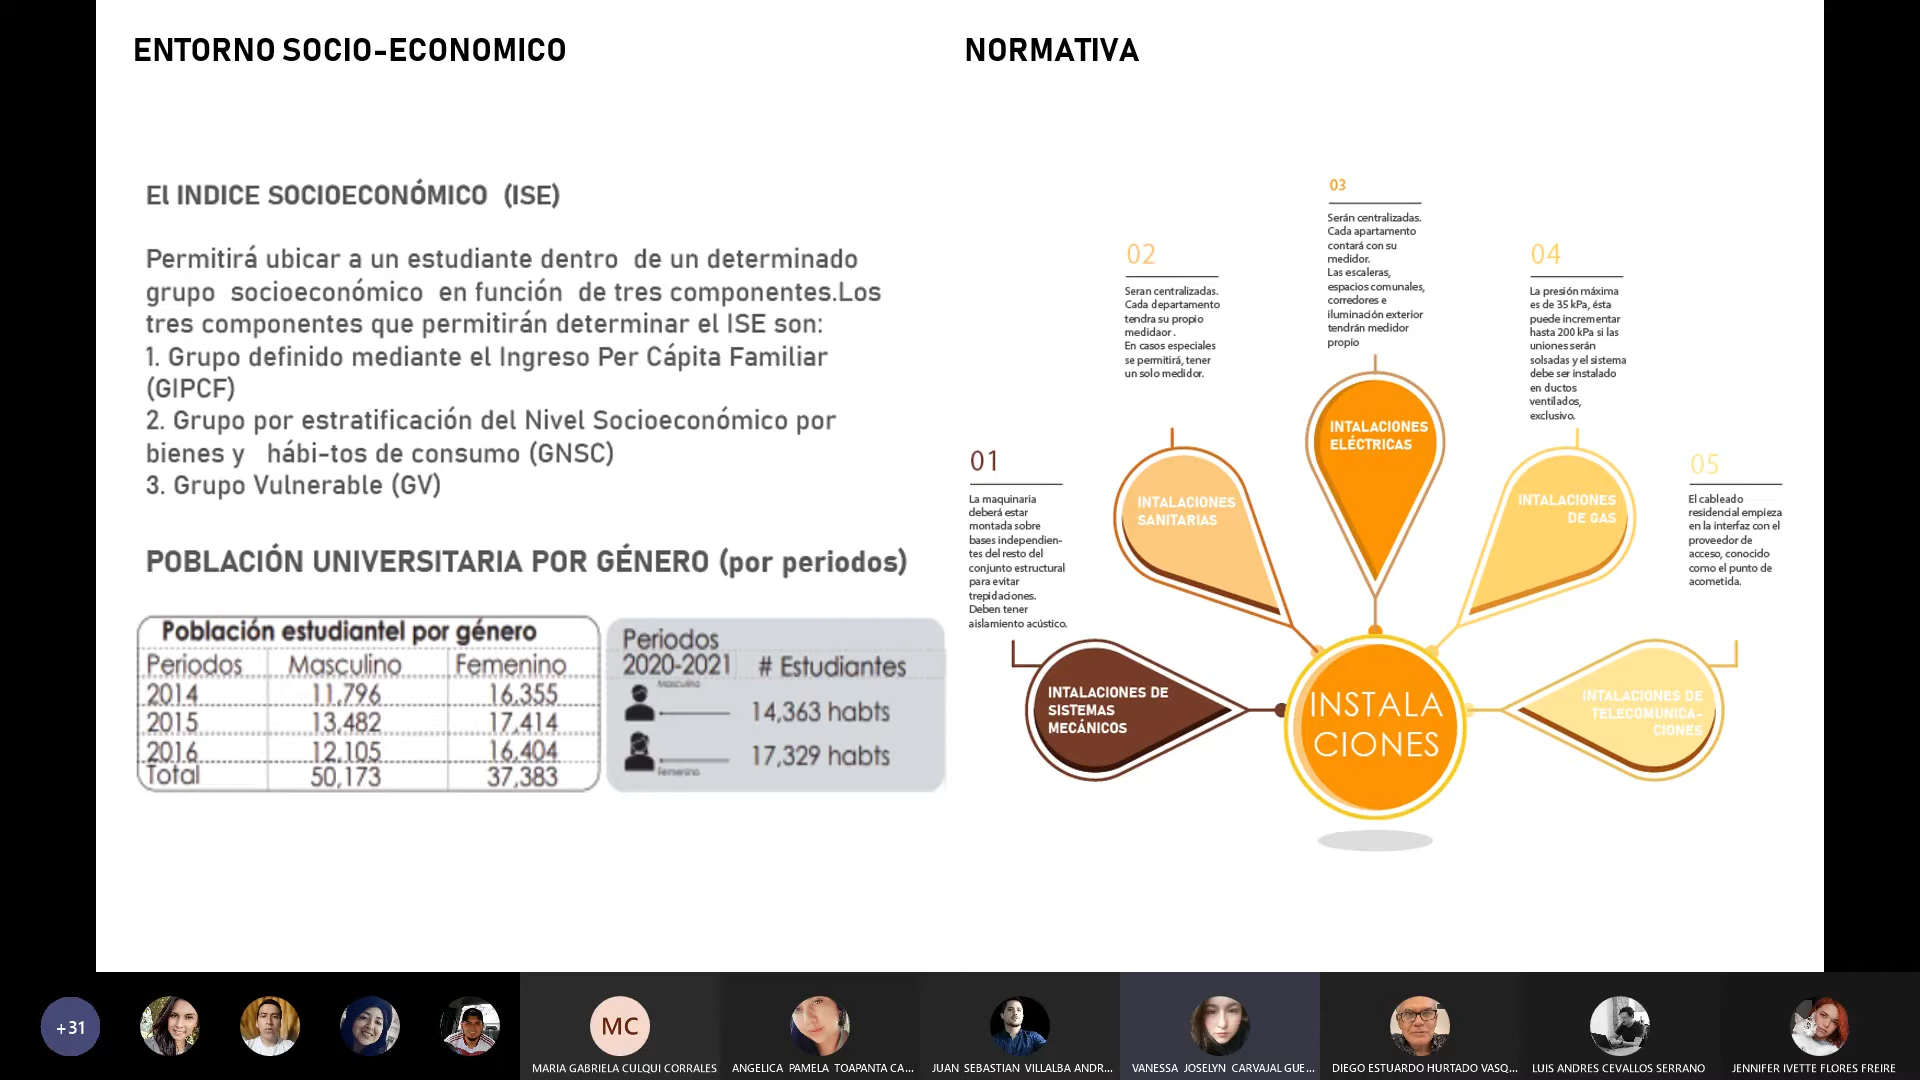 ENTORNO SOCIO-ECONOMICO
El INDICE SOCIOECONÓMICO (ISE)
Permitirá ubicar a un estudiante dentro de un determinado
grupo socioeconómico en función de tres componentes.Los
tres componentes que permitirán determinar el ISE son:
1. Grupo definido mediante el Ingreso Per Cápita Familiar
(GIPCF)
2. Grupo por estratificación del Nivel Socioeconómico por
bienes y hábi-tos de consumo (GNSC)
3. Grupo Vulnerable (GV)
POBLACIÓN UNIVERSITARIA POR GÉNERO (por periodos)
Población estudiantel por género
Periodos Masculino Femenino
2014 11,796 16,355
2015 13,482 17,414
2016 12,105 16,404
Total 50,173 37,383
Periodos
2020-2021 # Estudiantes
Masculino
14,363 habts
17,329 habts
Femenino
NORMATIVA
01
La maquinaria
deberá estar
montada sobre
bases independien-
tes del resto del
conjunto estructural
para evitar
trepidaciones.
Deben tener
aislamiento acústico.
INTALACIONES DE
SISTEMAS
MECÁNICOS
02
Seran centralizadas.
Cada departamento
tendra su propio
medidaor .
En casos especiales
se permitirá, tener
un solo medidor.
INTALACIONES
SANITARIAS
03
Serán centralizadas.
Cada apartamento
contará con su
medidor.
Las escaleras,
espacios comunales,
corredores e
iluminación exterior
tendrán medidor
propio
INTALACIONES
ELÉCTRICAS
04
La presión máxima
es de 35 kPa, ésta
puede incrementar
hasta 200 kPa si las
uniones serán
solsadas y el sistema
debe ser instalado
en ductos
ventilados,
exclusivo.
INTALACIONES
DE GAS
05
El cableado
residencial empieza
en la interfaz con el
proveedor de
acceso, conocido
como el punto de
acometida.
INTALACIONES DE
TELECOMUNICA-
CIONES
INSTALA
CIONES
+31
MC
MARIA GABRIELA CULQUI CORRALES
ANGELICA PAMELA TOAPANTA CA...
JUAN SEBASTIAN VILLALBA ANDR...
VANESSA JOSELYN CARVAJAL GUE...
DIEGO ESTUARDO HURTADO VASQ...
LUIS ANDRES CEVALLOS SERRANO
JENNIFER IVETTE FLORES FREIRE